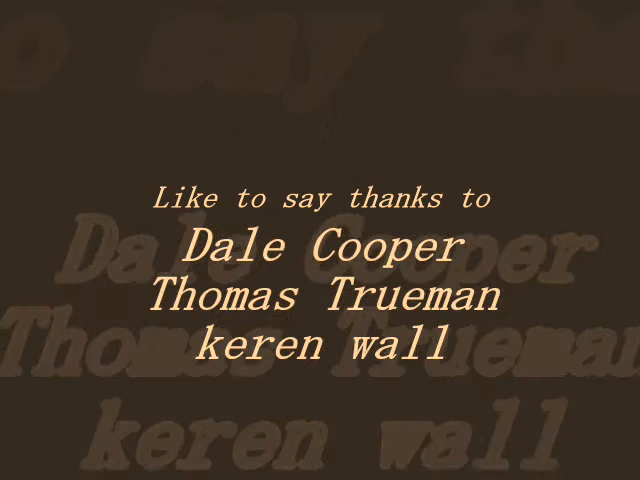 Like to say thanks to
Dale Cooper
Thomas Trueman
keren wall